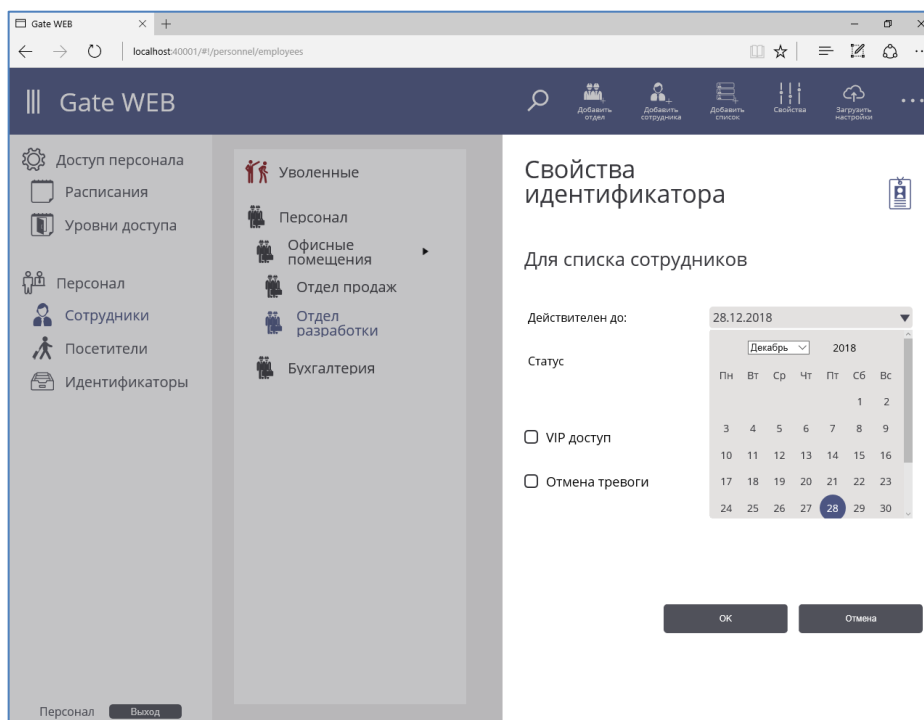 Gate WEB
localhost:40001/#!/personnel/employees
Gate WEB
Добавить
отдел
Добавить
сотрудника
Добавить
список
Свойства
Загрузить
настройки
Доступ персонала
Расписания
Уровни доступа
Персонал
Сотрудники
Посетители
Идентификаторы
Персонал
Выход
Уволенные
Персонал
Офисные
помещения
Отдел продаж
Отдел
разработки
Бухгалтерия
Свойства
идентификатора
Для списка сотрудников
Действителен до:
28.12.2018
Статус
Декабрь 2018
Пн Вт Ср Чт Пт Сб Вс
1 2
3 4 5 6 7 8 9
10 11 12 13 14 15 16
17 18 19 20 21 22 23
24 25 26 27 28 29 30
VIP доступ
Отмена тревоги
OK
Отмена